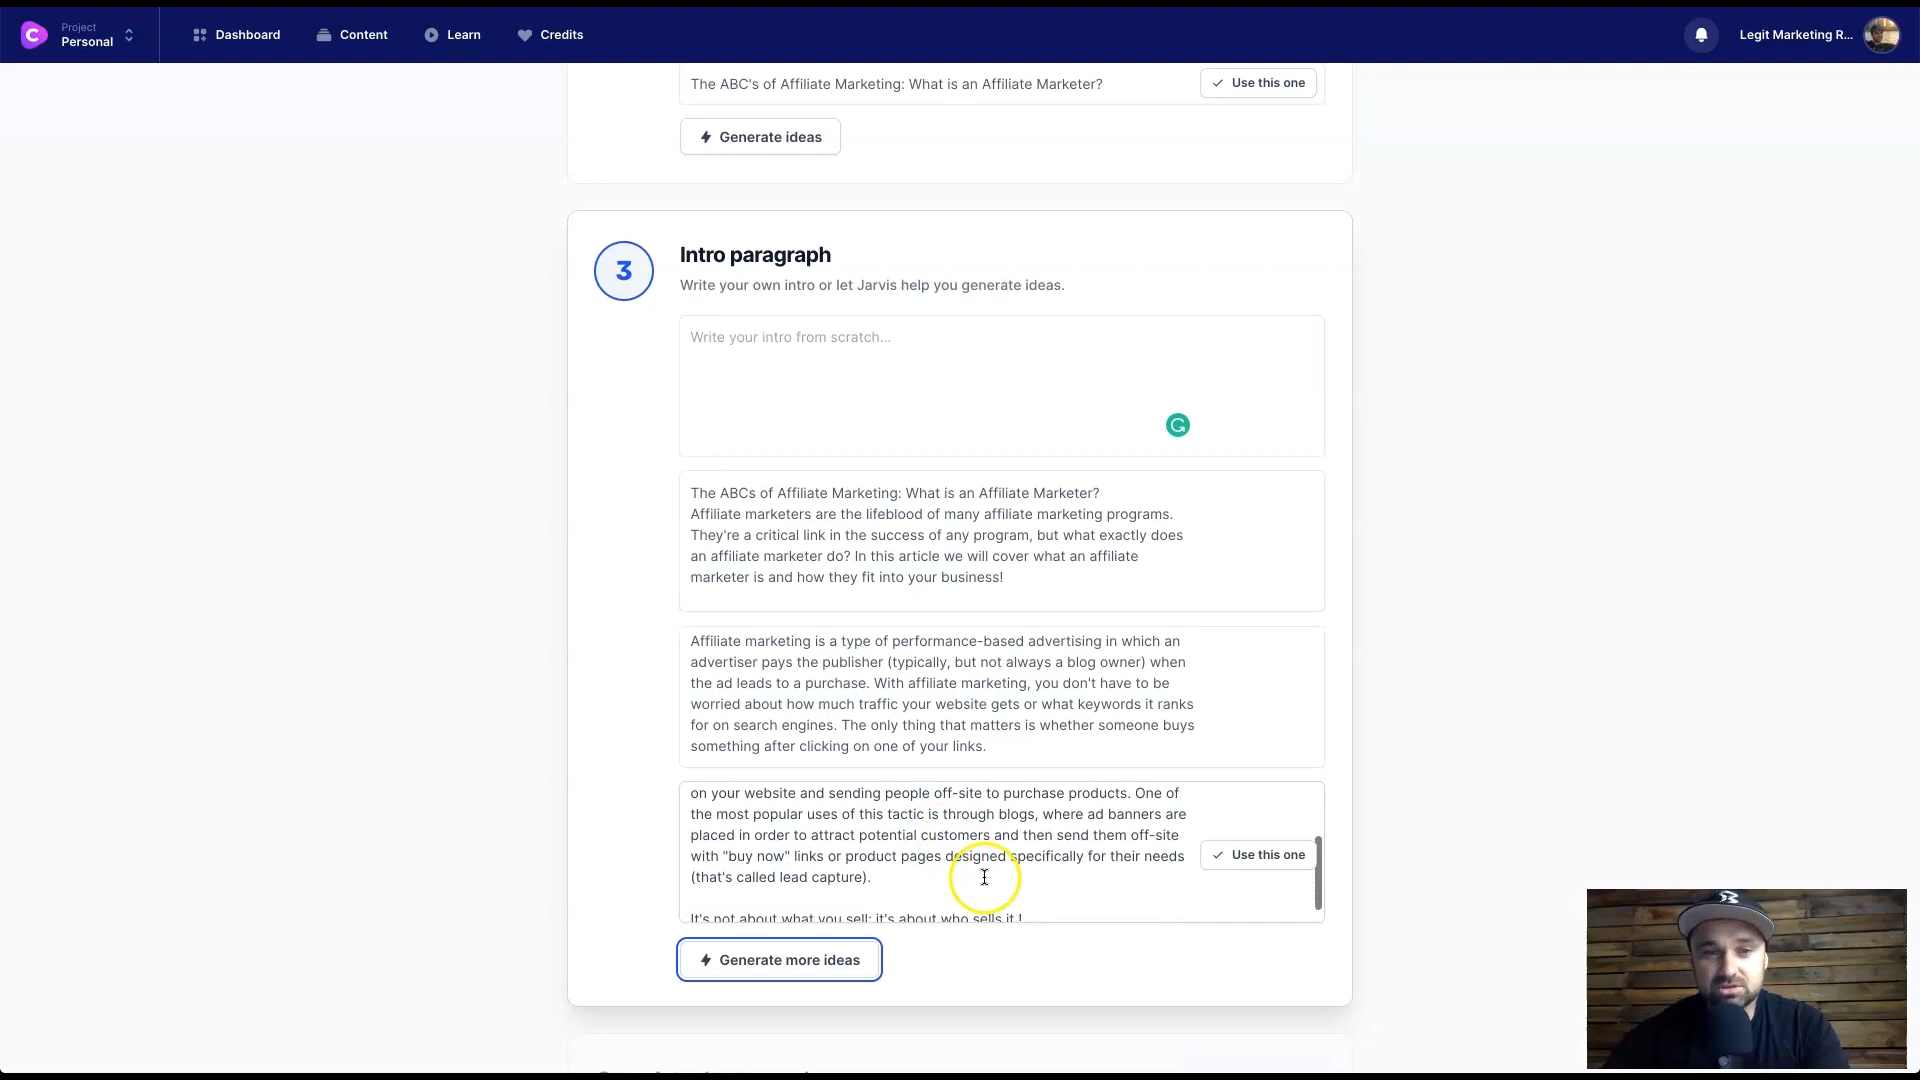 Project
Personal
Dashboard
Content
Learn
Credits
Legit Marketing R...
The ABC's of Affiliate Marketing: What is an Affiliate Marketer?
Use this one
Generate ideas
3
Intro paragraph
Write your own intro or let Jarvis help you generate ideas.
Write your intro from scratch...
The ABCs of Affiliate Marketing: What is an Affiliate Marketer?
Affiliate marketers are the lifeblood of many affiliate marketing programs.
They're a critical link in the success of any program, but what exactly does
an affiliate marketer do? In this article we will cover what an affiliate
marketer is and how they fit into your business!
Affiliate marketing is a type of performance-based advertising in which an
advertiser pays the publisher (typically, but not always a blog owner) when
the ad leads to a purchase. With affiliate marketing, you don't have to be
worried about how much traffic your website gets or what keywords it ranks
for on search engines. The only thing that matters is whether someone buys
something after clicking on one of your links.
on your website and sending people off-site to purchase products. One of
the most popular uses of this tactic is through blogs, where ad banners are
placed in order to attract potential customers and then send them off-site
with "buy now" links or product pages designed specifically for their needs
(that's called lead capture).
Use this one
It's not about what you sell; it's about who sells it !
Generate more ideas